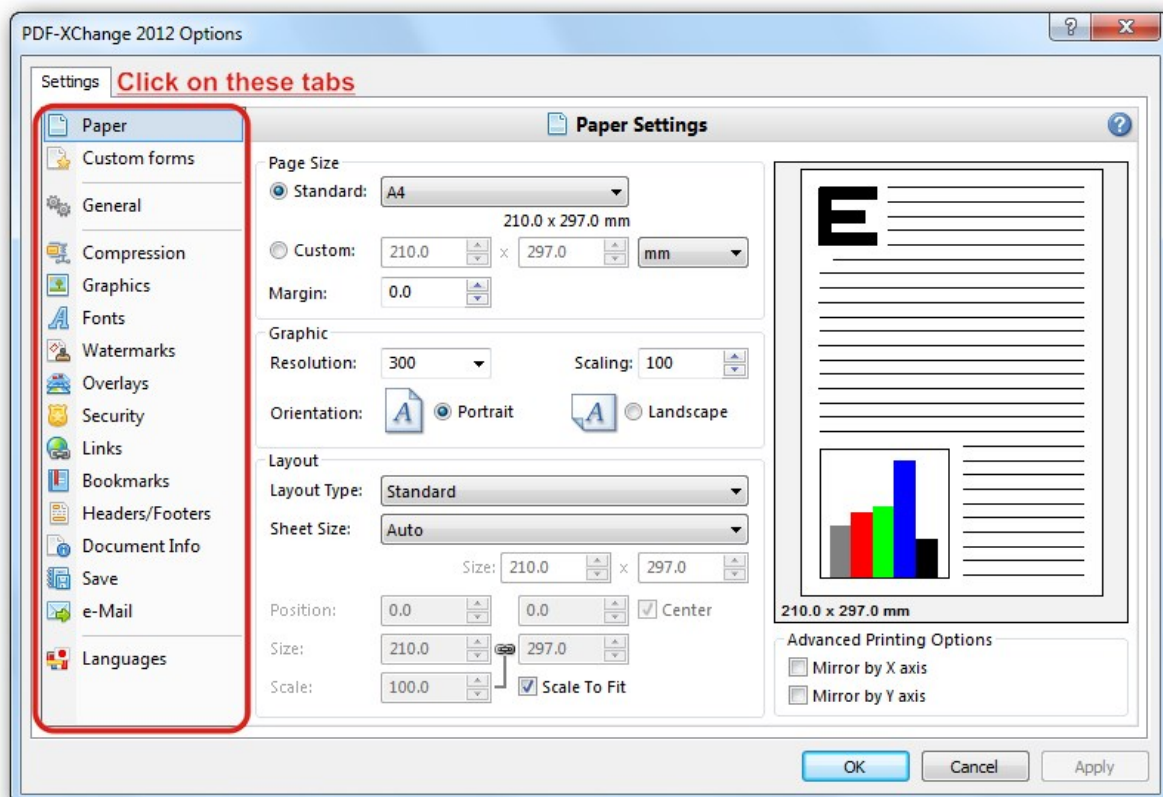 PDF-XChange 2012 Options
Settings Click on these tabs
Paper
Custom forms
General
Compression
Graphics
Fonts
Watermarks
Overlays
Security
Links
Bookmarks
Headers/Footers
Document Info
Save
e-Mail
Languages
Paper Settings
Page Size
Standard: A4
210.0 x 297.0 mm
Custom: 210.0 x 297.0 mm
Margin: 0.0
Graphic
Resolution: 300 Scaling: 100
Orientation: A Portrait A Landscape
Layout
Layout Type: Standard
Sheet Size: Auto
Size: 210.0 x 297.0
Position: 0.0 0.0 Center
Size: 210.0 297.0
Scale: 100.0 Scale To Fit
E
210.0 x 297.0 mm
Advanced Printing Options
Mirror by X axis
Mirror by Y axis
OK Cancel Apply